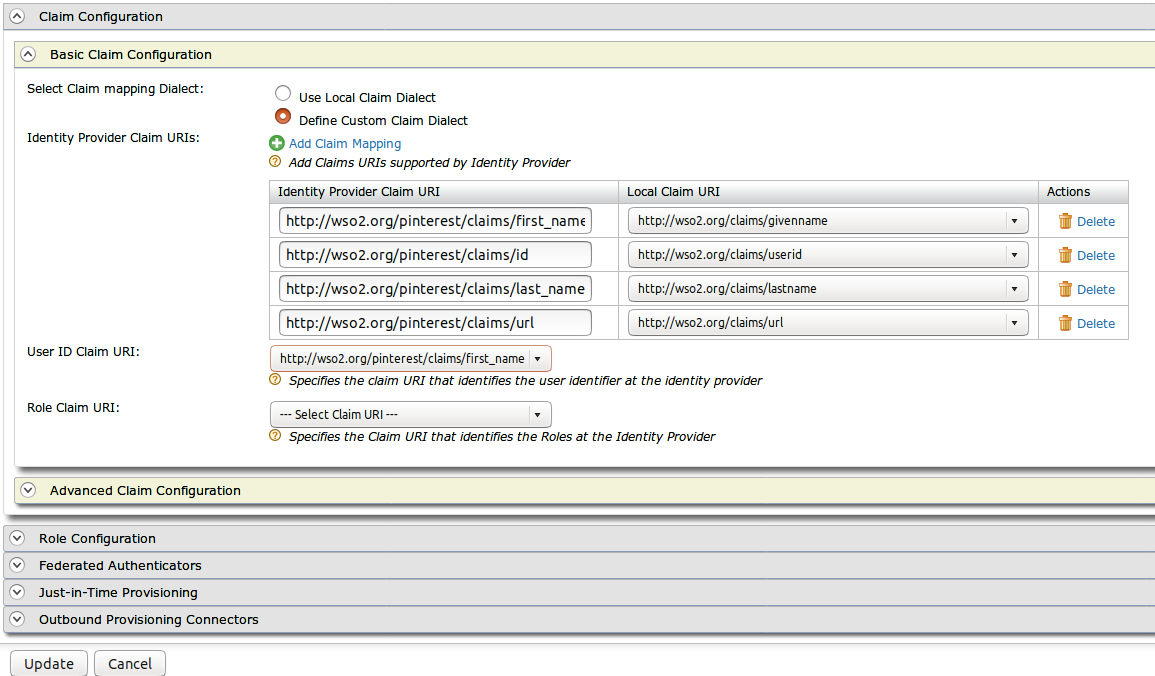 Claim Configuration
Basic Claim Configuration
Select Claim mapping Dialect:
Use Local Claim Dialect
Define Custom Claim Dialect
Identity Provider Claim URIs:
Add Claim Mapping
Add Claims URIs supported by Identity Provider
Identity Provider Claim URI Local Claim URI Actions
http://wso2.org/pinterest/claims/first_name http://wso2.org/claims/givenname Delete
http://wso2.org/pinterest/claims/id http://wso2.org/claims/userid Delete
http://wso2.org/pinterest/claims/last_name http://wso2.org/claims/lastname Delete
http://wso2.org/pinterest/claims/url http://wso2.org/claims/url Delete
User ID Claim URI: http://wso2.org/pinterest/claims/first_name
Specifies the claim URI that identifies the user identifier at the identity provider
Role Claim URI: --- Select Claim URI ---
Specifies the Claim URI that identifies the Roles at the Identity Provider
Advanced Claim Configuration
Role Configuration
Federated Authenticators
Just-in-Time Provisioning
Outbound Provisioning Connectors
Update Cancel